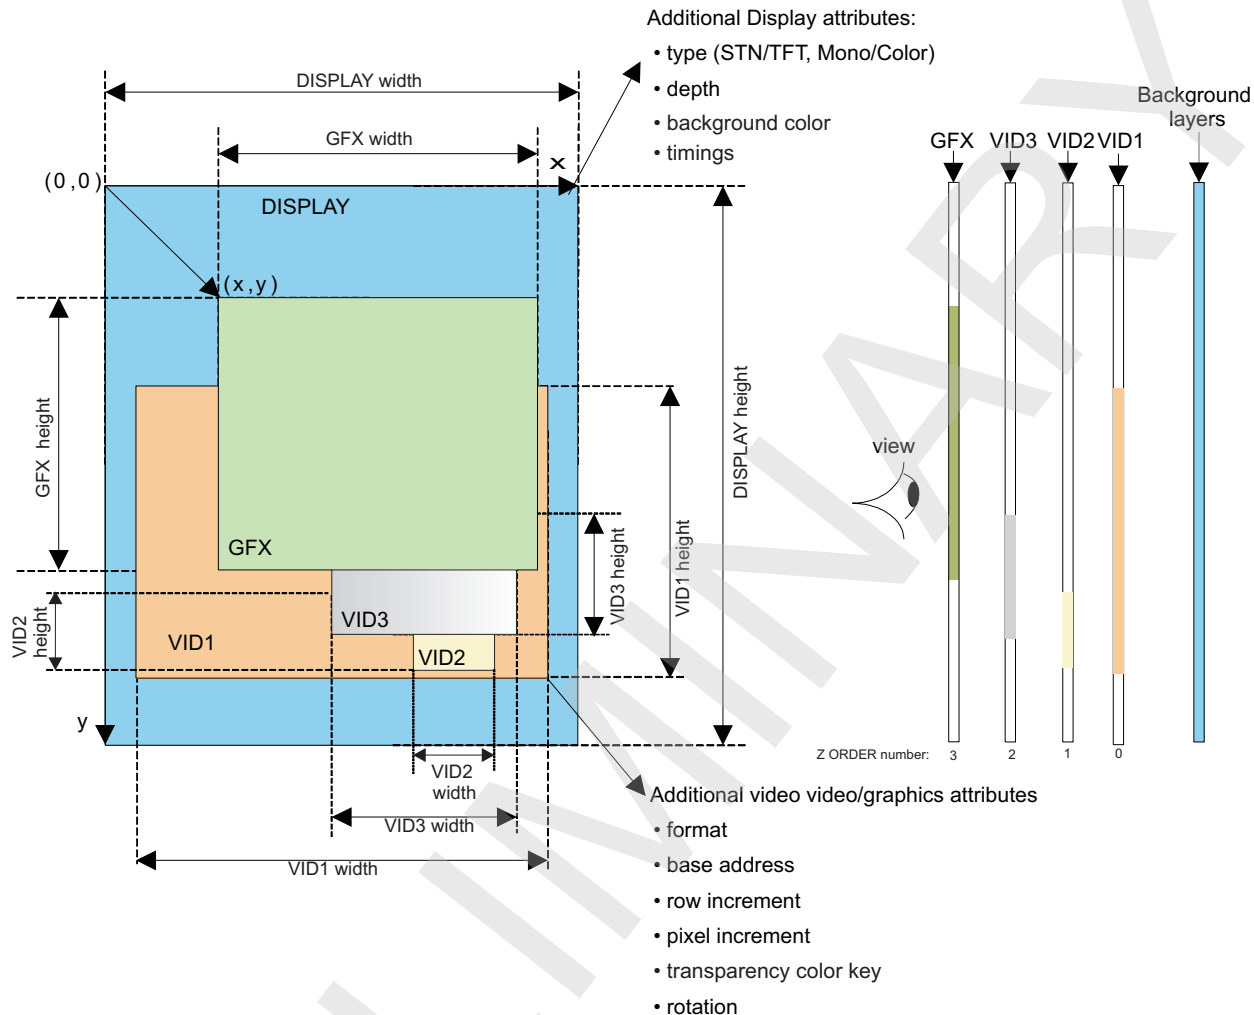 Additional Display attributes:
• type (STN/TFT, Mono/Color)
• depth
• background color
• timings
DISPLAY width
GFX width
x
(0,0)
DISPLAY
(x,y)
GFX height
GFX
VID3
VID2
height
VID1
VID2
VID3 height
VID1 height
DISPLAY height
y
VID2
width
VID3 width
VID1 width
Background
layers
GFX VID3 VID2 VID1
view
Z ORDER number: 3 2 1 0
Additional video video/graphics attributes
• format
• base address
• row increment
• pixel increment
• transparency color key
• rotation